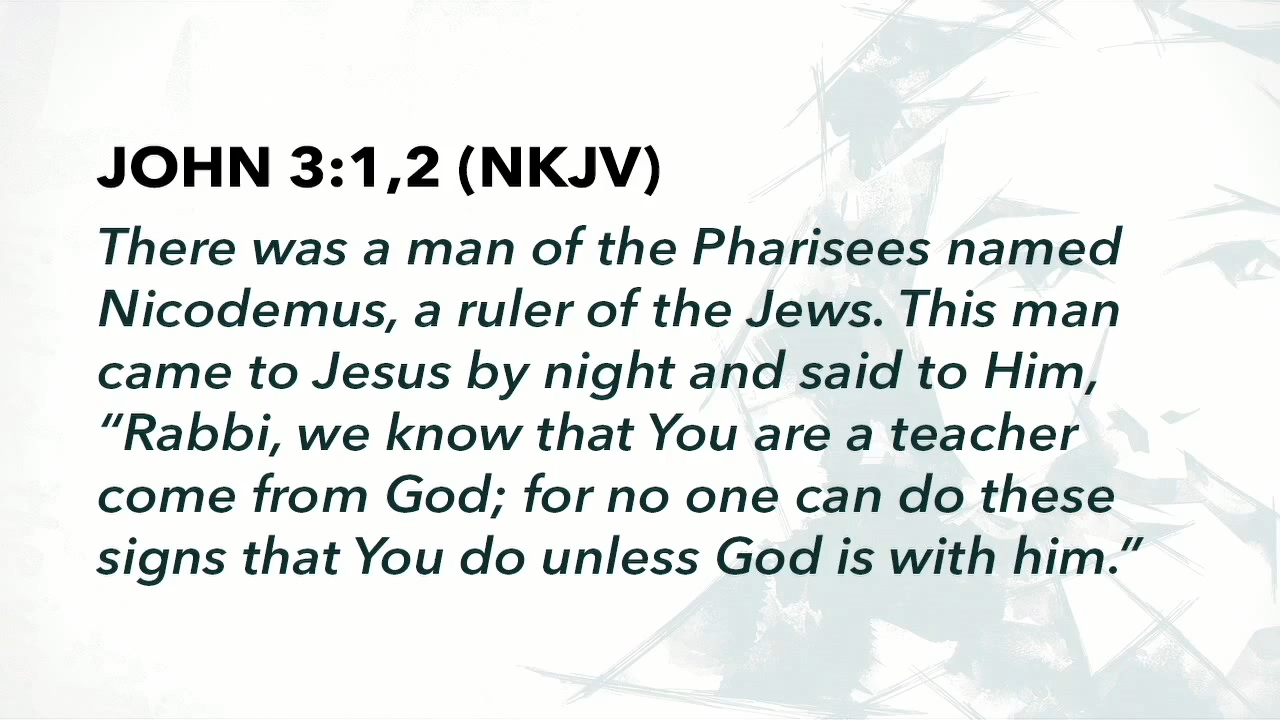 JOHN 3:1,2 (NKJV)
There was a man of the Pharisees named
Nicodemus, a ruler of the Jews. This man
came to Jesus by night and said to Him,
“Rabbi, we know that You are a teacher
come from God; for no one can do these
signs that You do unless God is with him.”